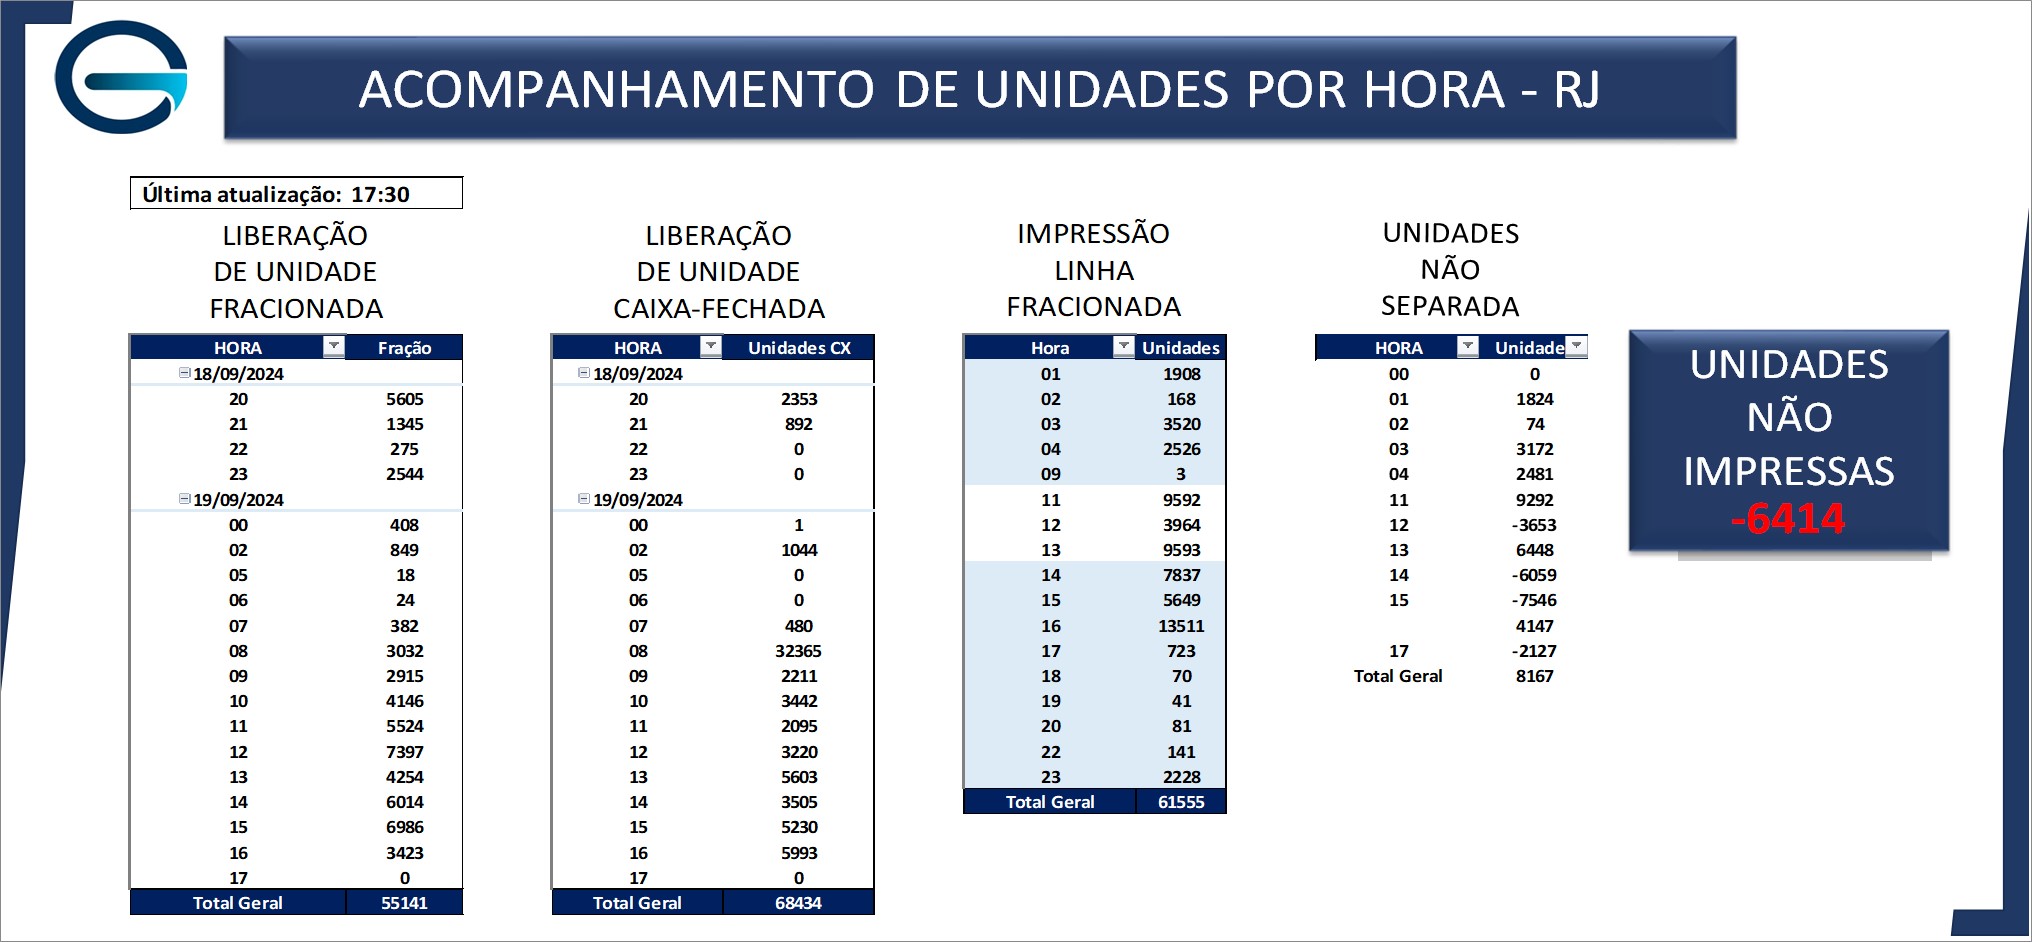 ACOMPANHAMENTO DE UNIDADES POR HORA - RJ
Última atualização: 17:30
LIBERAÇÃO
DE UNIDADE
FRACIONADA
HORA Fração
18/09/2024
20 5605
21 1345
22 275
23 2544
19/09/2024
00 408
02 849
05 18
06 24
07 382
08 3032
09 2915
10 4146
11 5524
12 7397
13 4254
14 6014
15 6986
16 3423
17 0
Total Geral 55141
LIBERAÇÃO
DE UNIDADE
CAIXA-FECHADA
HORA Unidades CX
18/09/2024
20 2353
21 892
22 0
23 0
19/09/2024
00 1
02 1044
05 0
06 0
07 480
08 32365
09 2211
10 3442
11 2095
12 3220
13 5603
14 3505
15 5230
16 5993
17 0
Total Geral 68434
IMPRESSÃO
LINHA
FRACIONADA
Hora Unidades
01 1908
02 168
03 3520
04 2526
09 3
11 9592
12 3964
13 9593
14 7837
15 5649
16 13511
17 723
18 70
19 41
20 81
22 141
23 2228
Total Geral 61555
UNIDADES
NÃO
SEPARADA
HORA Unidade
00 0
01 1824
02 74
03 3172
04 2481
11 9292
12 -3653
13 6448
14 -6059
15 -7546
4147
17 -2127
Total Geral 8167
UNIDADES
NÃO
IMPRESSAS
-6414